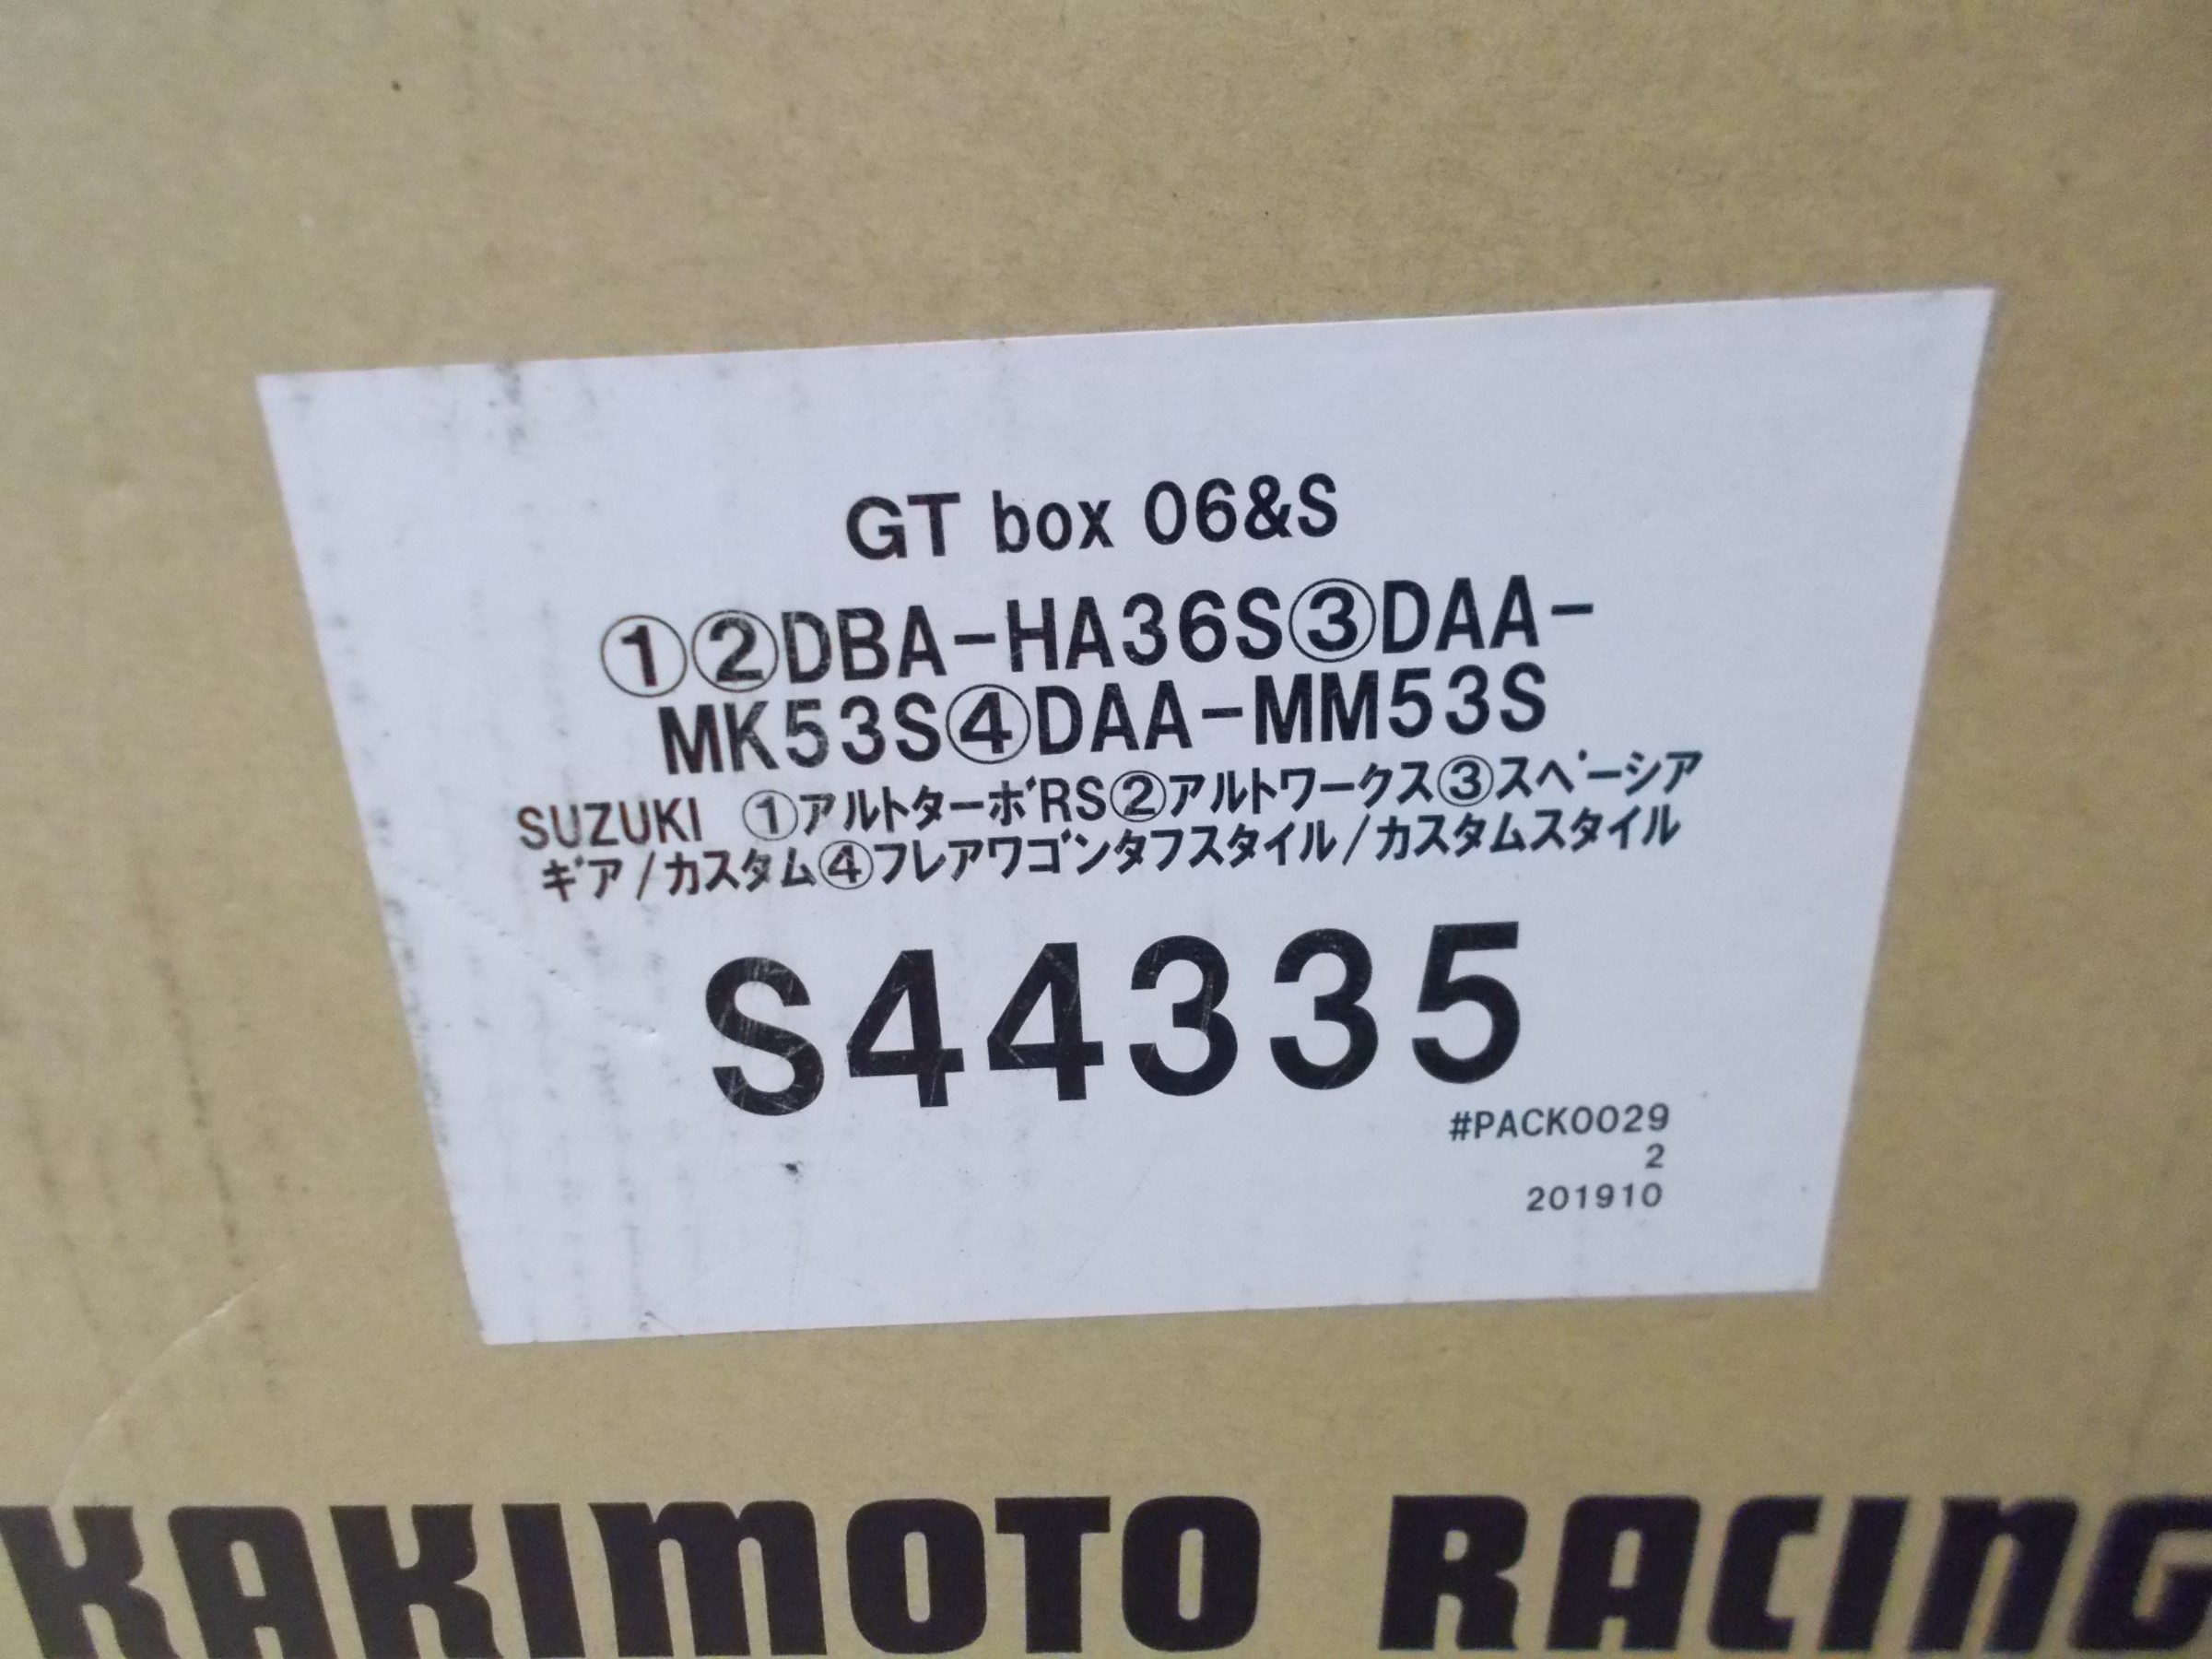 GT box 06&S
①②DBA-HA36S③DAA-
MK53S④DAA-MM53S
SUZUKI ①アルトターボRS②アルトワークス③スペーシア
ギア/カスタム④フレアワゴンタフスタイル/カスタムスタイル
S44335
#PACK0029
2
201910
KAKIMOTO RACING